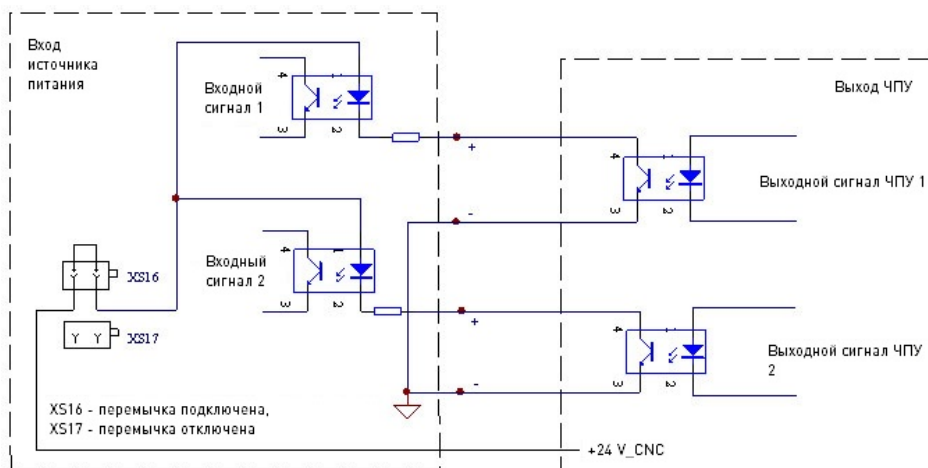 Вход
источника
питания
Входной
сигнал 1
4
1
3
2
+
-
Выход ЧПУ
4
1
3
2
Выходной сигнал ЧПУ 1
Входный
сигнал 2
4
1
3
2
+
-
4
1
3
2
Выходной сигнал ЧПУ
2
XS16
XS17
XS16 - перемычка подключена,
XS17 - перемычка отключена
+24 V_CNC